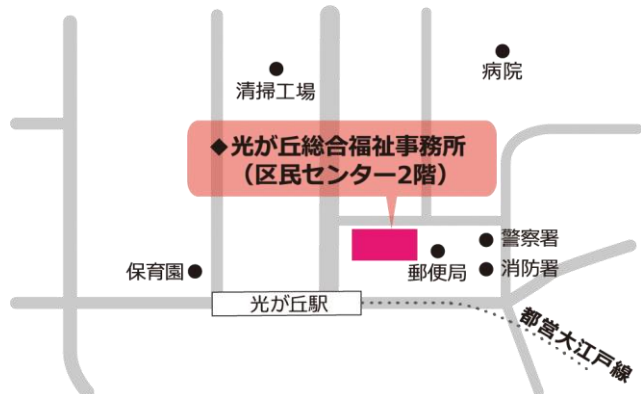 病院
清掃工場
◆光が丘総合福祉事務所
（区民センター2階）
警察署
保育園
郵便局
消防署
光が丘駅
都営大江戸線